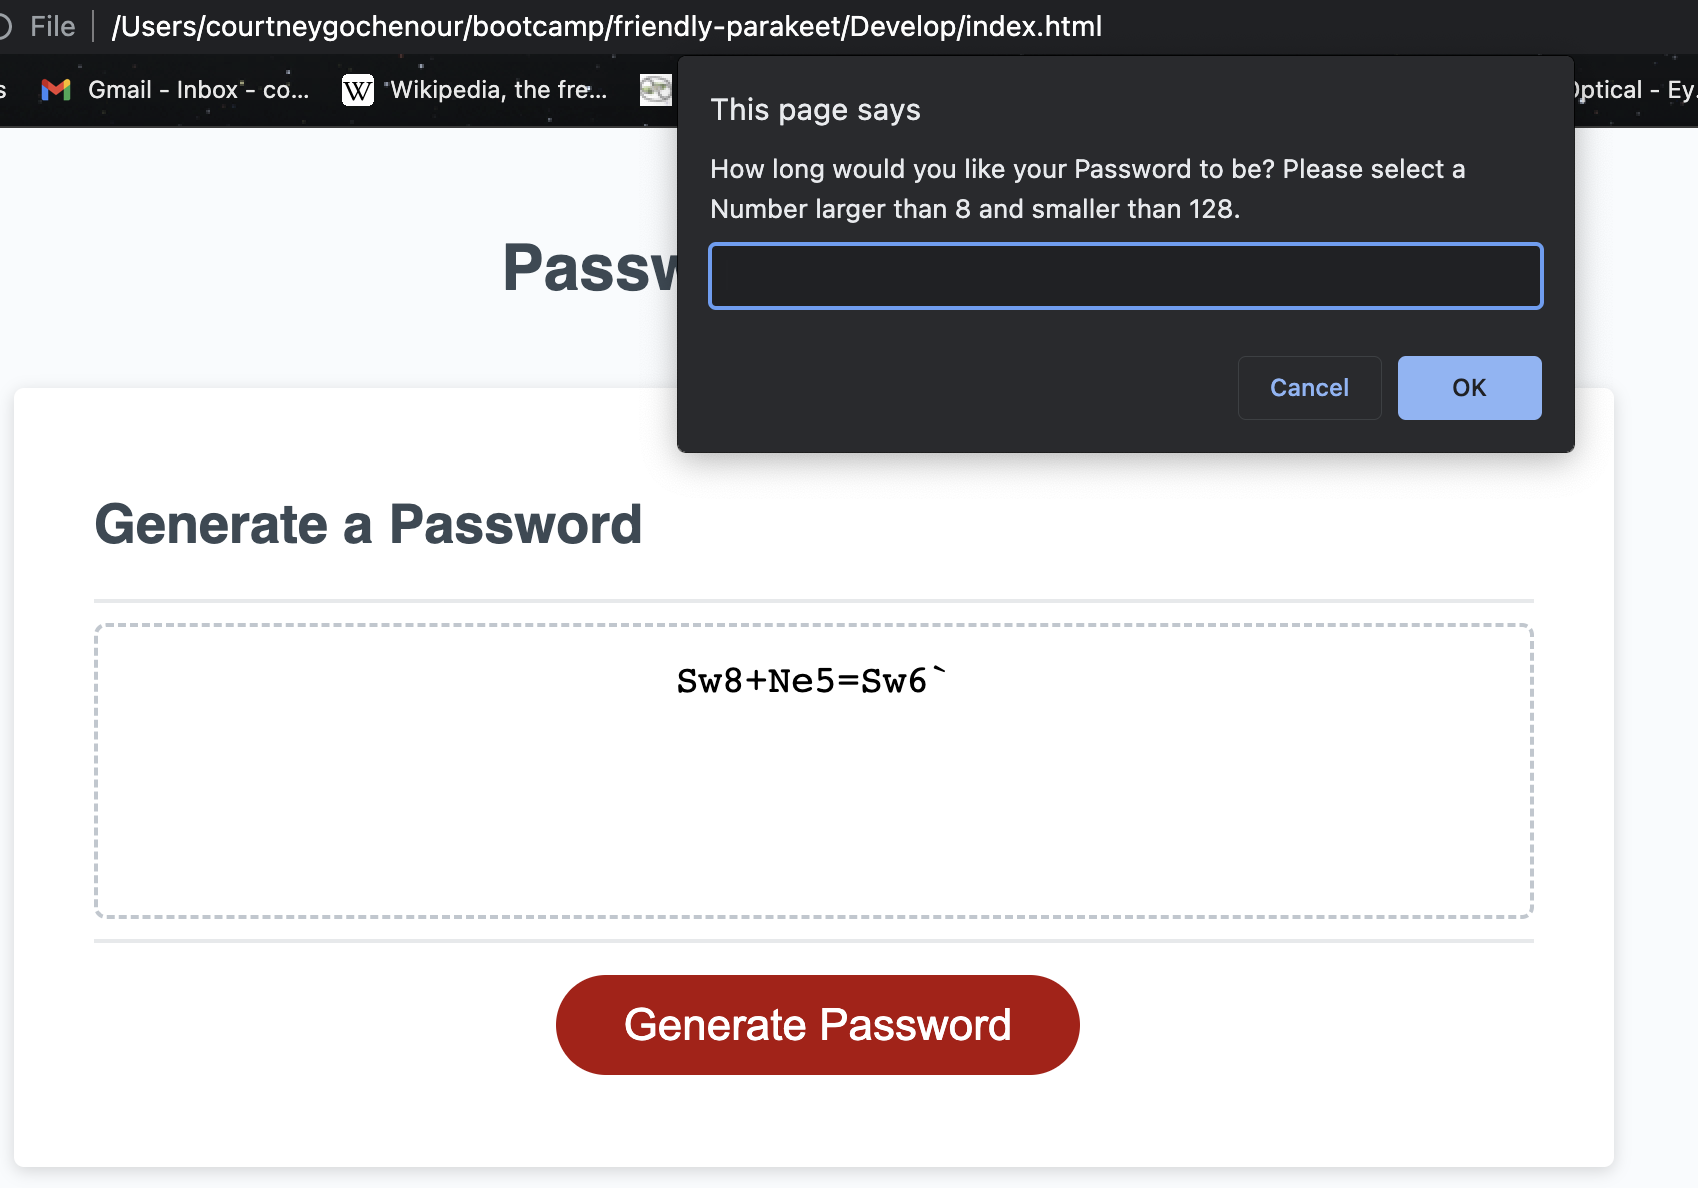 File
/Users/courtneygochenour/bootcamp/friendly-parakeet/Develop/index.html
Gmail - Inbox - co...
Wikipedia, the fre...
Optical - Ey.
This page says
How long would you like your Password to be? Please select a
Number larger than 8 and smaller than 128.
Cancel
OK
Generate a Password
Sw8+Ne5=Sw6`
Generate Password